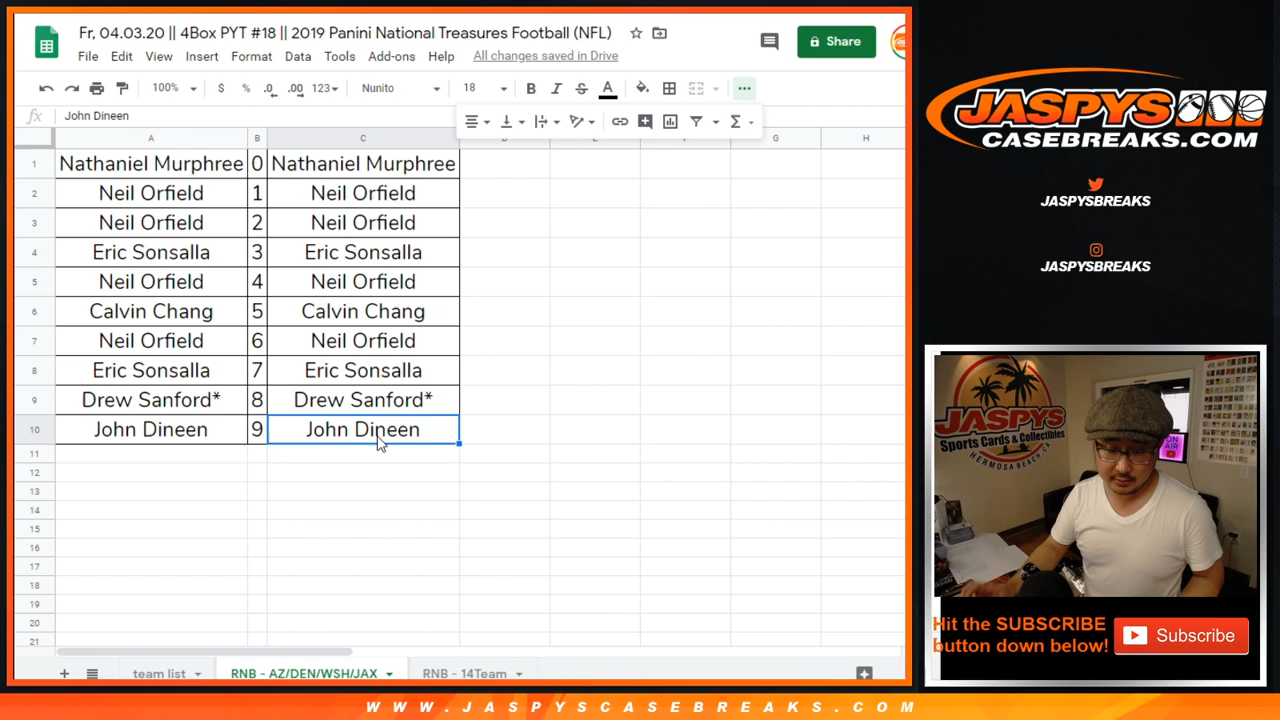 Fr, 04.03.20 || 4Box PYT #18 || 2019 Panini National Treasures Football (NFL)
File Edit View Insert Format Data Tools Add-ons Help All changes saved in Drive
Share
100% $ % .0 .00 123 Nunito 18 B I S A
fx John Dineen
A B C G H
1 Nathaniel Murphree 0 Nathaniel Murphree
2 Neil Orfield 1 Neil Orfield
3 Neil Orfield 2 Neil Orfield
4 Eric Sonsalla 3 Eric Sonsalla
5 Neil Orfield 4 Neil Orfield
6 Calvin Chang 5 Calvin Chang
7 Neil Orfield 6 Neil Orfield
8 Eric Sonsalla 7 Eric Sonsalla
9 Drew Sanford* 8 Drew Sanford*
10 John Dineen 9 John Dineen
11
12
13
14
15
16
17
18
19
20
21
team list RNB - AZ/DEN/WSH/JAX RNB - 14Team
JASPYS
CASEBREAKS.COM
JASPYSBREAKS
JASPYSBREAKS
JASPYS
Sports Cards & Collectibles
HERMOSA BEACH, CA
ON AIR
Hit the SUBSCRIBE
button down below!
Subscribe
WWW.JASPYSCASEBREAKS.COM